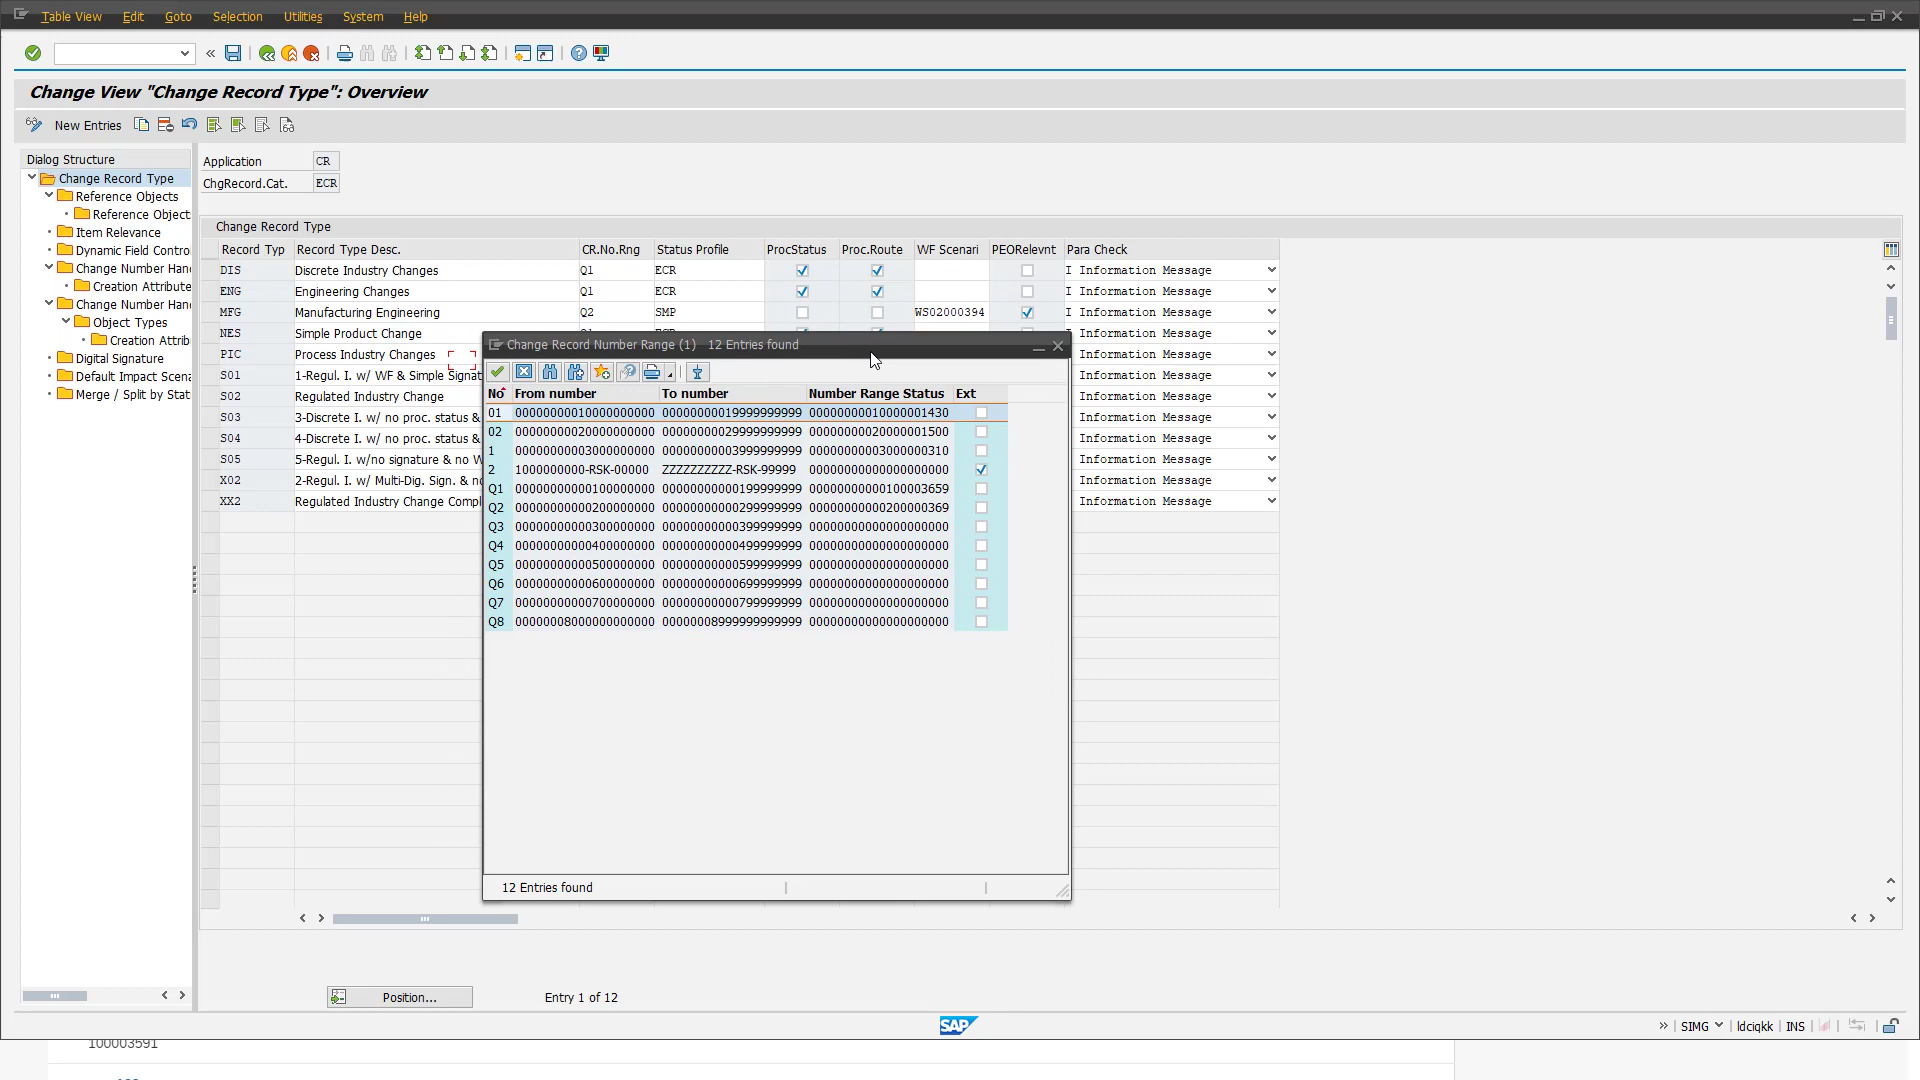 Table View Edit Goto Selection Utilities System Help
Change View "Change Record Type": Overview
New Entries
Dialog Structure
Change Record Type
Reference Objects
Reference Object
Item Relevance
Dynamic Field Contro
Change Number Hand
Creation Attribute
Change Number Hand
Object Types
Creation Attrib
Digital Signature
Default Impact Scena
Merge / Split by Stat
Application CR
ChgRecord.Cat. ECR
Change Record Type
Record Typ Record Type Desc. CR.No.Rng Status Profile ProcStatus Proc.Route WF Scenari PEORelevnt Para Check
DIS Discrete Industry Changes Q1 ECR I Information Message
ENG Engineering Changes Q1 ECR I Information Message
MFG Manufacturing Engineering Q2 SMP WS02000394 I Information Message
NES Simple Product Change I Information Message
PIC Process Industry Changes Information Message
S01 1-Regul. I. w/ WF & Simple Signat Information Message
S02 Regulated Industry Change Information Message
S03 3-Discrete I. w/ no proc. status & Information Message
S04 4-Discrete I. w/ no proc. status & Information Message
S05 5-Regul. I. w/no signature & no W Information Message
X02 2-Regul. I. w/ Multi-Dig. Sign. & no Information Message
XX2 Regulated Industry Change Compl Information Message
Change Record Number Range (1) 12 Entries found
No From number To number Number Range Status Ext
01 00000000010000000000 00000000019999999999 00000000010000001430
02 00000000020000000000 00000000029999999999 00000000020000001500
1 00000000003000000000 00000000003999999999 00000000003000000310
2 1000000000-RSK-00000 ZZZZZZZZZZ-RSK-99999 00000000000000000000
Q1 00000000000100000000 00000000000199999999 00000000000100003659
Q2 00000000000200000000 00000000000299999999 00000000000200000369
Q3 00000000000300000000 00000000000399999999 00000000000000000000
Q4 00000000000400000000 00000000000499999999 00000000000000000000
Q5 00000000000500000000 00000000000599999999 00000000000000000000
Q6 00000000000600000000 00000000000699999999 00000000000000000000
Q7 00000000000700000000 00000000000799999999 00000000000000000000
Q8 00000008000000000000 00000008999999999999 00000000000000000000
12 Entries found
Position... Entry 1 of 12
SAP
SIMG ldciqkk INS
100003591